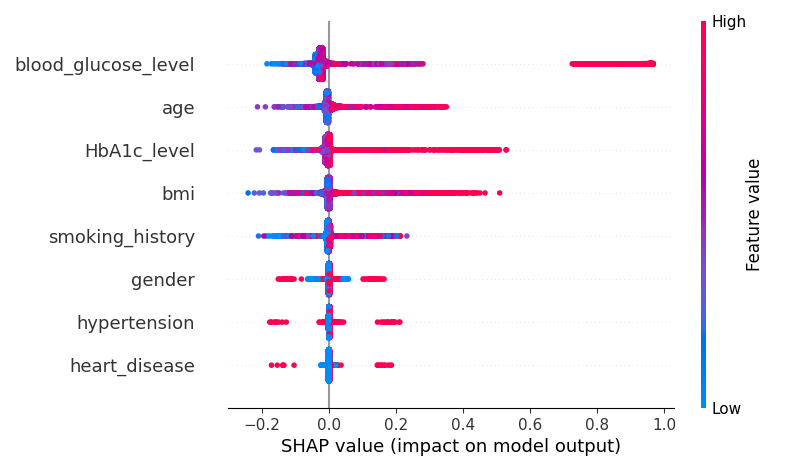 High
blood_glucose_level
age
HbA1c_level
bmi
smoking_history
gender
hypertension
heart_disease
Feature value
Low
−0.2 0.0 0.2 0.4 0.6 0.8 1.0
SHAP value (impact on model output)